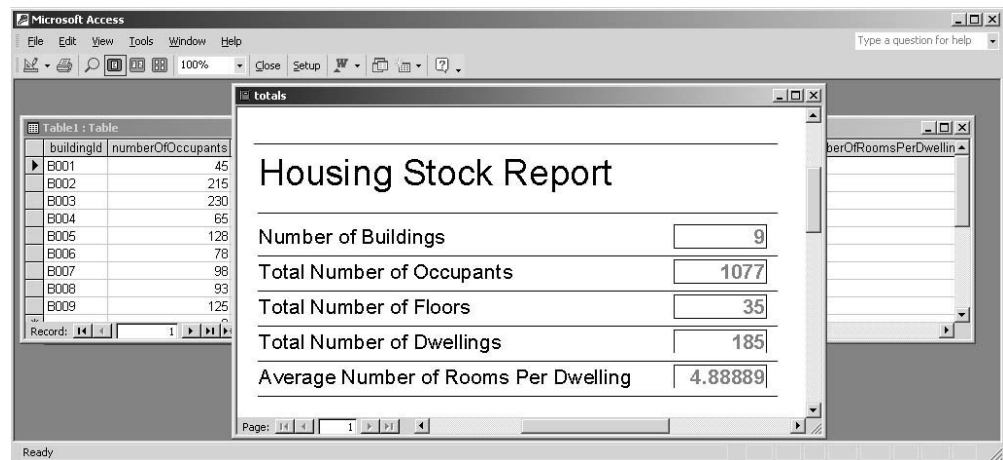 Microsoft Access
File Edit View Tools Window Help
Type a question for help
100% Close Setup
totals
Table1 : Table
buildingId numberOfOccupants
B001 45
B002 215
B003 230
B004 65
B005 128
B006 78
B007 98
B008 93
B009 125
Record: 1
berOfRoomsPerDwellin
Housing Stock Report
Number of Buildings 9
Total Number of Occupants 1077
Total Number of Floors 35
Total Number of Dwellings 185
Average Number of Rooms Per Dwelling 4.88889
Page: 1
Ready